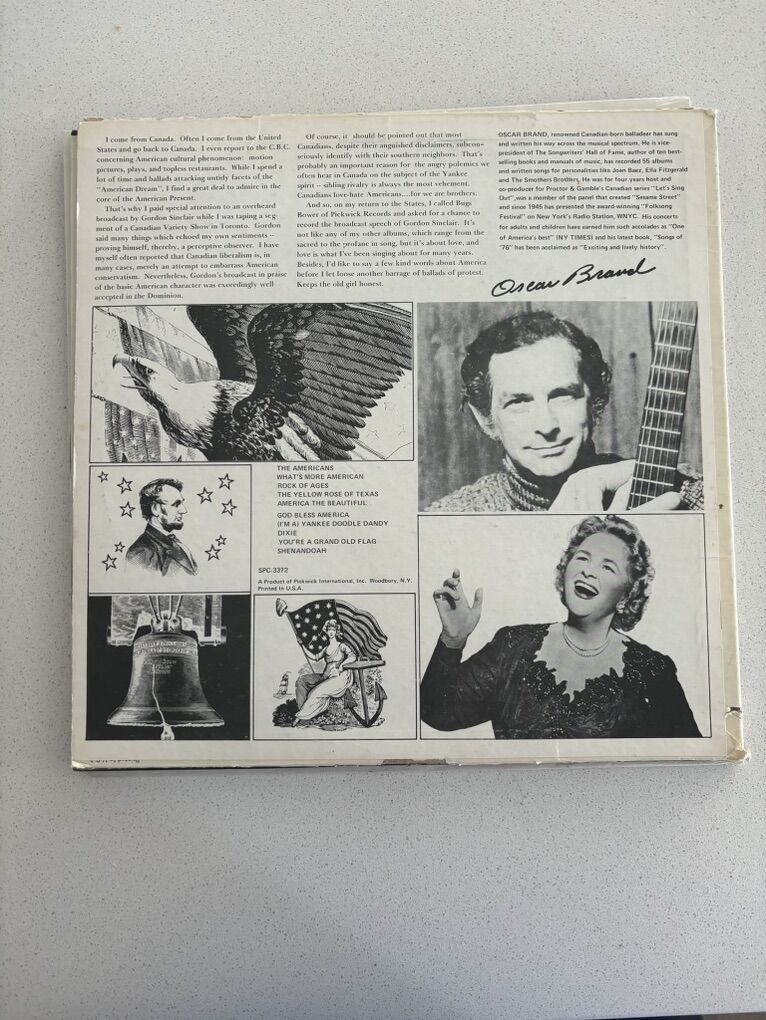 I come from Canada. Often I come from the United
States and go back to Canada. I even report to the C.B.C.
concerning American cultural phenomenon: motion
pictures, plays, and topless restaurants. While I spend a
lot of time and ballads attacking untidy facets of the
"American Dream", I find a great deal to admire in the
core of the American Present.
That's why I paid special attention to an overheard
broadcast by Gordon Sinclair while I was taping a seg-
ment of a Canadian Variety Show in Toronto. Gordon
said many things which echoed my own sentiments –
proving himself, thereby, a perceptive observer. I have
myself often reported that Canadian liberalism is, in
many cases, merely an attempt to embarrass American
conservatism. Nevertheless, Gordon's broadcast in praise
of the basic American character was exceedingly well
accepted in the Dominion.
Of course, it should be pointed out that most
Canadians, despite their anguished disclaimers, subcon-
sciously identify with their southern neighbors. That's
probably an important reason for the angry polemics we
often hear in Canada on the subject of the Yankee
spirit – sibling rivalry is always the most vehement.
Canadians love-hate Americans....for we are brothers.
And so, on my return to the States, I called Bugs
Bower of Pickwick Records and asked for a chance to
record the broadcast speech of Gordon Sinclair. It's
not like any of my other albums, which range from the
sacred to the profane in song, but it's about love, and
love is what I've been singing about for many years.
Besides, I'd like to say a few kind words about America
before I let loose another barrage of ballads of protest.
Keeps the old girl honest.
OSCAR BRAND, renowned Canadian-born balladeer has sung
and written his way across the musical spectrum. He is vice-
president of The Songwriters' Hall of Fame, author of ten best-
selling books and manuals of music, has recorded 55 albums
and written songs for personalities like Joan Baez, Ella Fitzgerald
and The Smothers Brothers. He was for four years host and
co-producer for Proctor & Gamble's Canadian series "Let's Sing
Out", was a member of the panel that created "Sesame Street"
and since 1945 has presented the award-winning "Folksong
Festival" on New York's Radio Station, WNYC. His concerts
for adults and children have earned him such accolades as "One
of America's best" (NY TIMES) and his latest book, "Songs of
'76" has been acclaimed as "Exciting and lively history".
Oscar Brand
THE AMERICANS
WHAT'S MORE AMERICAN
ROCK OF AGES
THE YELLOW ROSE OF TEXAS
AMERICA THE BEAUTIFUL
GOD BLESS AMERICA
(I'M A) YANKEE DOODLE DANDY
DIXIE
YOU'RE A GRAND OLD FLAG
SHENANDOAH
SPC-3372
A Product of Pickwick International, Inc. Woodbury, N.Y.
Printed in U.S.A.